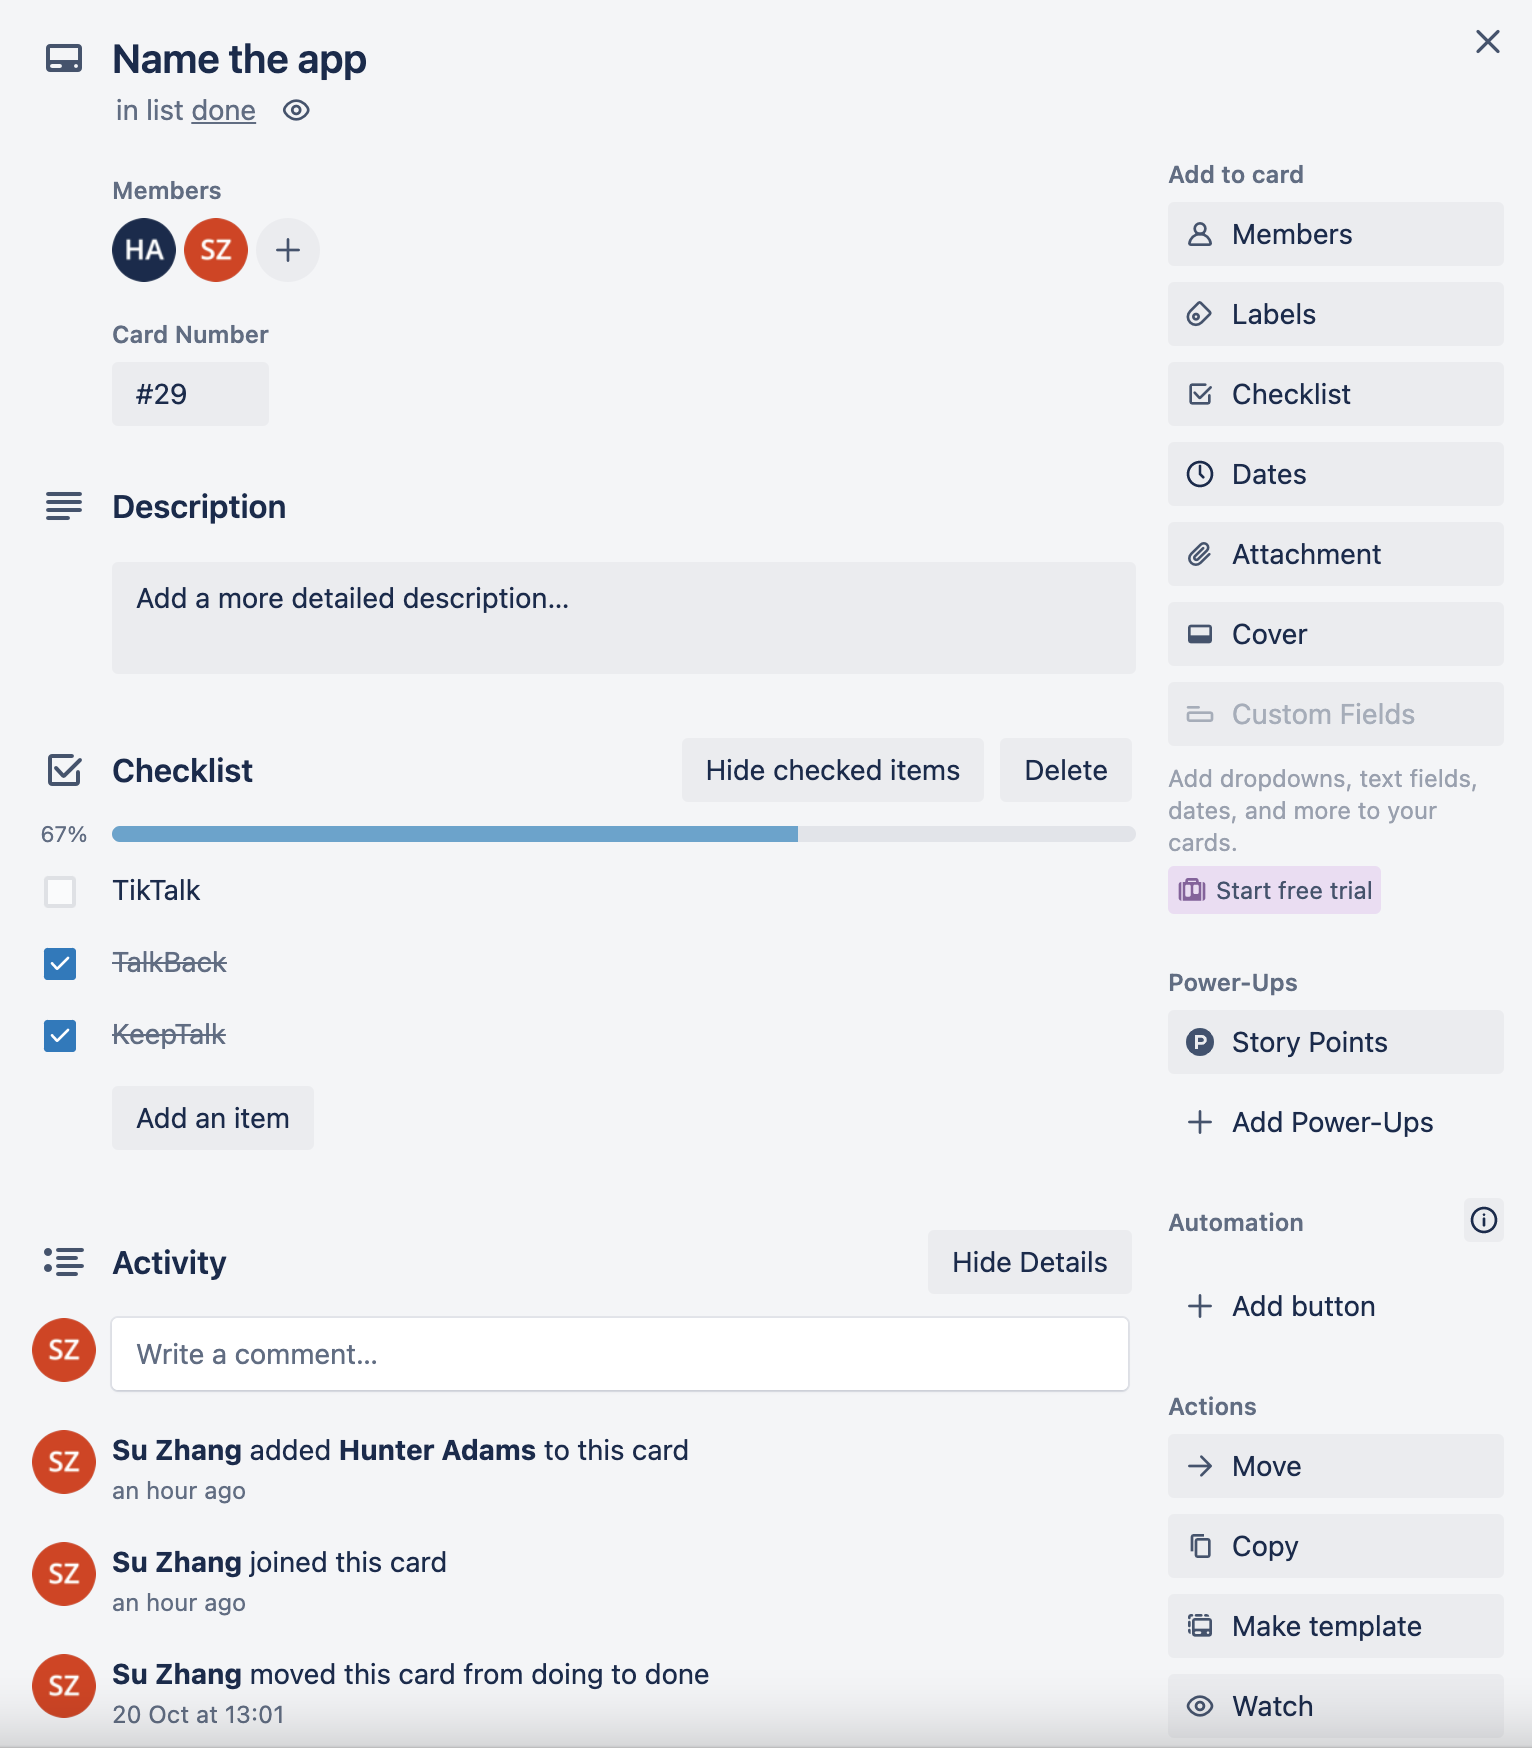 Name the app
in list done
Members
HA SZ
Card Number
#29
Description
Add a more detailed description...
Checklist
Hide checked items
Delete
67%
TikTalk
TalkBack
KeepTalk
Add an item
Activity
Hide Details
SZ
Write a comment...
SZ
Su Zhang added Hunter Adams to this card
an hour ago
SZ
Su Zhang joined this card
an hour ago
SZ
Su Zhang moved this card from doing to done
20 Oct at 13:01
Add to card
Members
Labels
Checklist
Dates
Attachment
Cover
Custom Fields
Add dropdowns, text fields,
dates, and more to your
cards.
Start free trial
Power-Ups
P Story Points
Add Power-Ups
Automation
Add button
Actions
Move
Copy
Make template
Watch